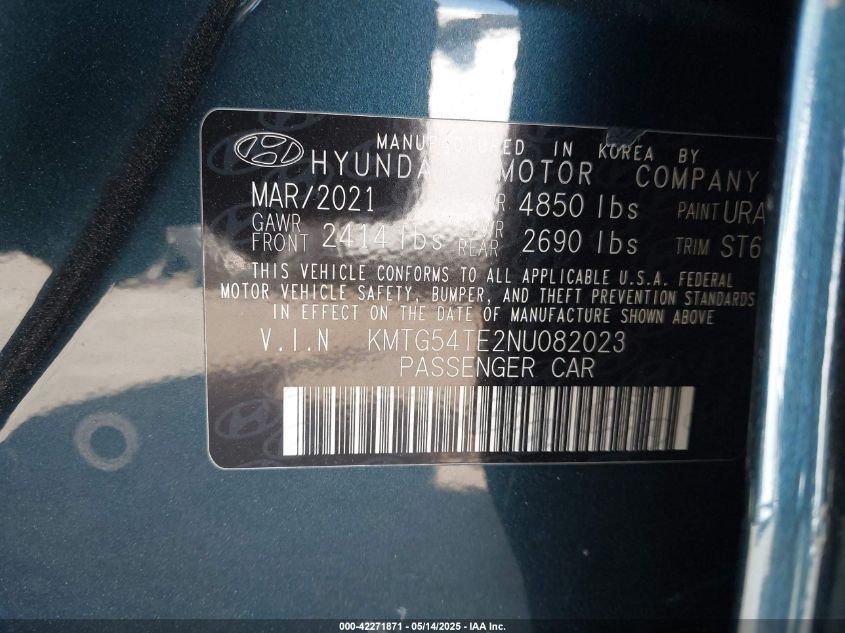 MANUFACTURED IN KOREA BY
HYUNDAI MOTOR COMPANY
MAR/2021 4850 lbs PAINT URA
GAWR
FRONT 2414 lbs REAR 2690 lbs TRIM ST6
THIS VEHICLE CONFORMS TO ALL APPLICABLE U.S.A. FEDERAL
MOTOR VEHICLE SAFETY, BUMPER, AND THEFT PREVENTION STANDARDS
IN EFFECT ON THE DATE OF MANUFACTURE SHOWN ABOVE.
V.I.N KMTG54TE2NU082023
PASSENGER CAR
000-42271871 - 05/14/2025 - IAA Inc.